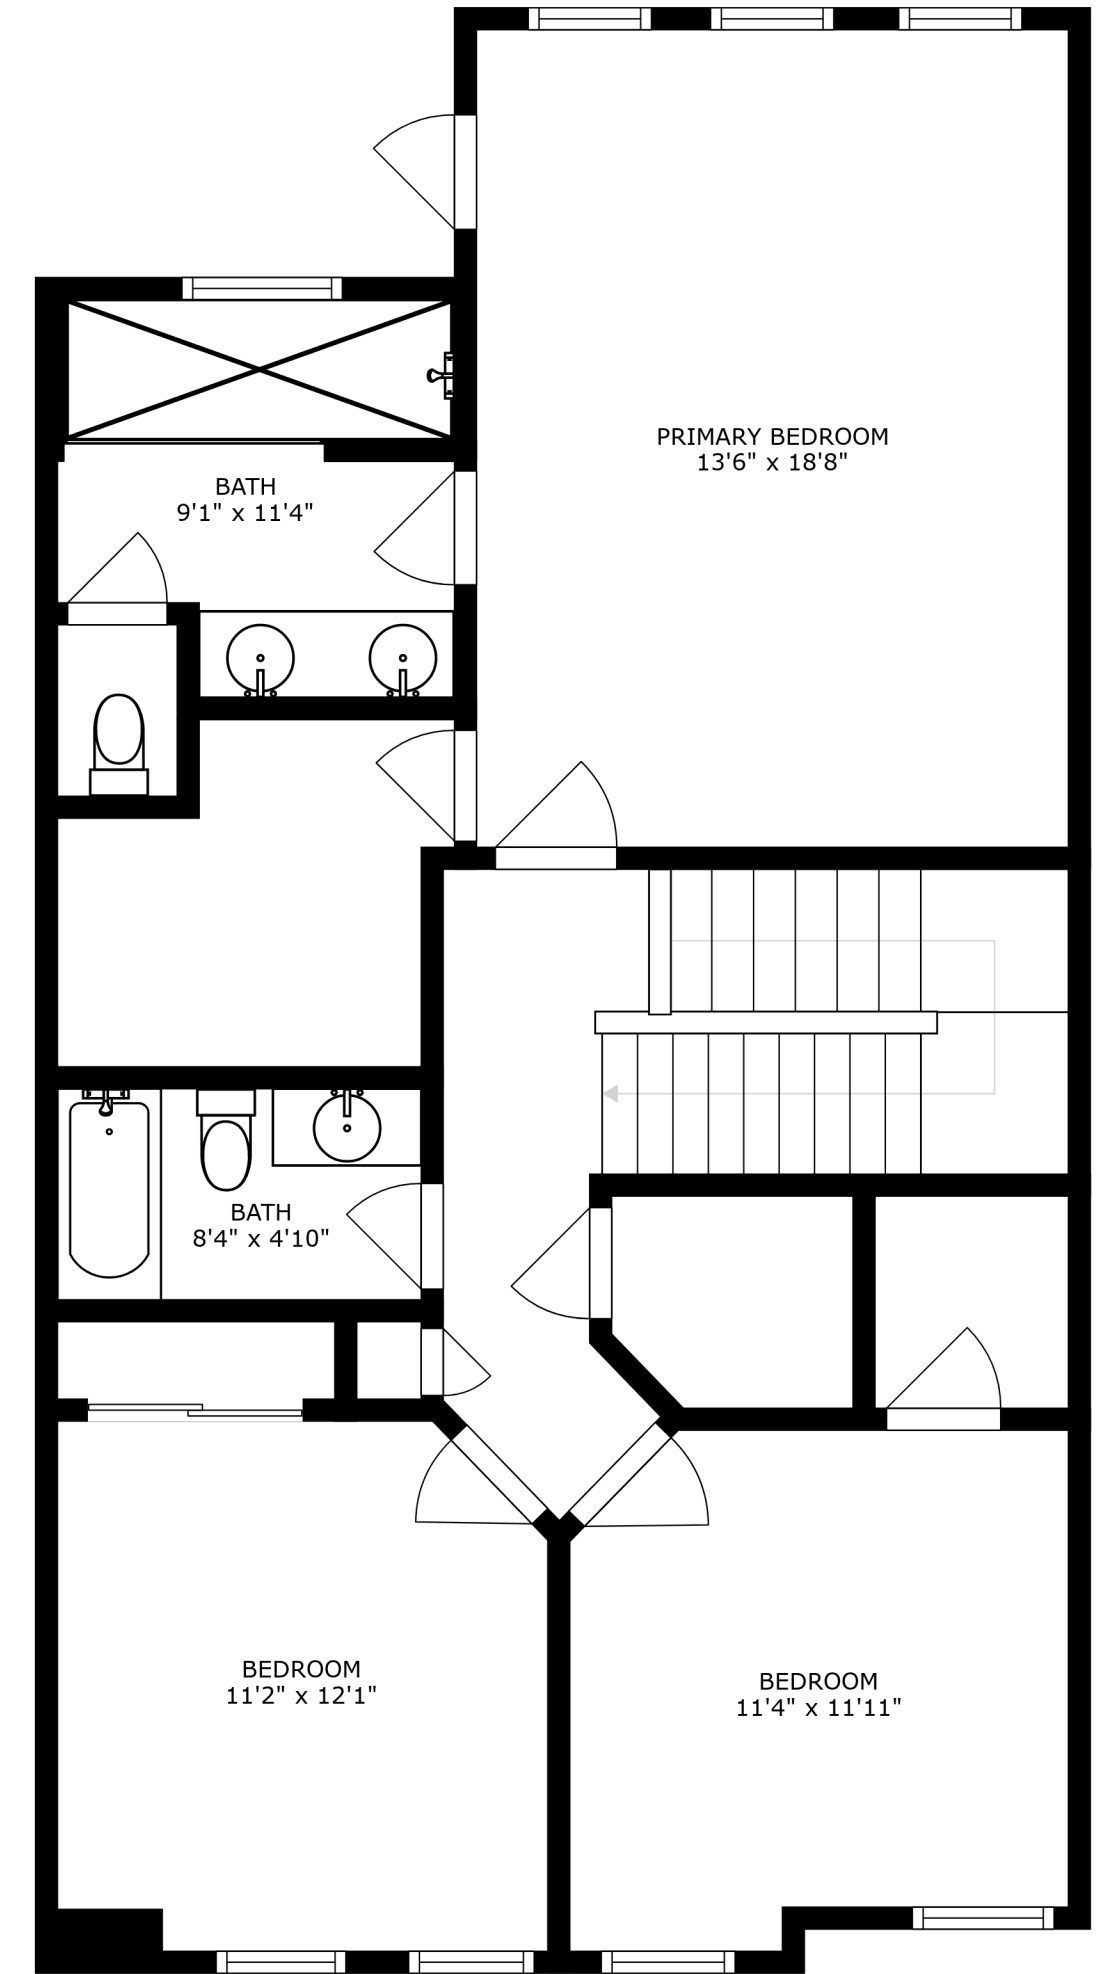 PRIMARY BEDROOM
13'6" x 18'8"
BATH
9'1" x 11'4"
BATH
8'4" x 4'10"
BEDROOM
11'2" x 12'1"
BEDROOM
11'4" x 11'11"